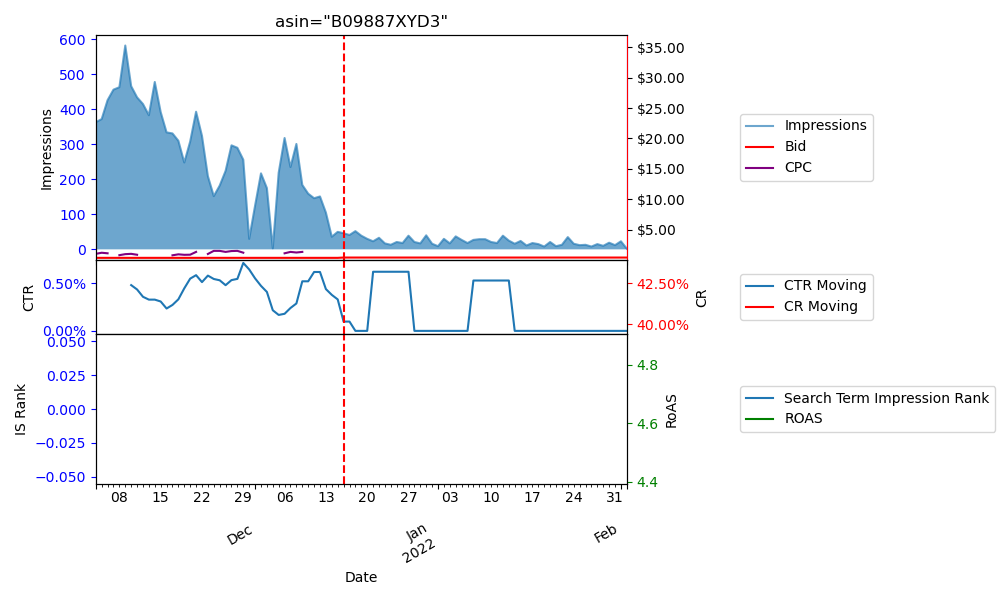 asin="B09887XYD3"
600
500
400
300
200
100
0
Impressions
$35.00
$30.00
$25.00
$20.00
$15.00
$10.00
$5.00
Impressions
Bid
CPC
0.50%
0.00%
CTR
42.50%
40.00%
CR
CTR Moving
CR Moving
0.050
0.025
0.000
−0.025
−0.050
IS Rank
4.8
4.6
4.4
RoAS
Search Term Impression Rank
ROAS
08 15 22 29 06 13 20 27 03 10 17 24 31
Dec Jan Feb
2022
Date